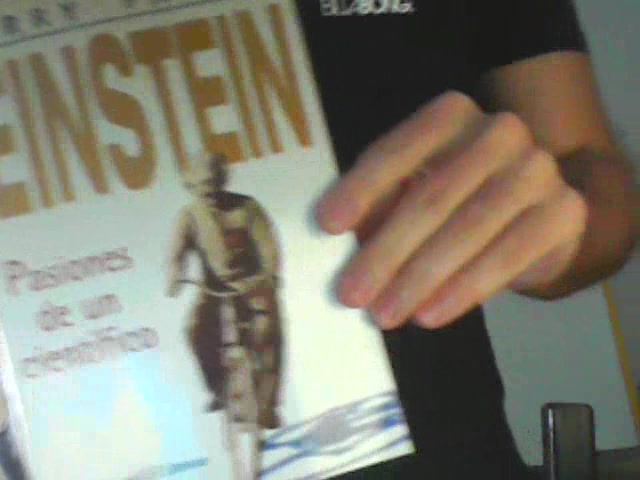 BILLABONG.
EINSTEIN
Pasiones
de un
científico